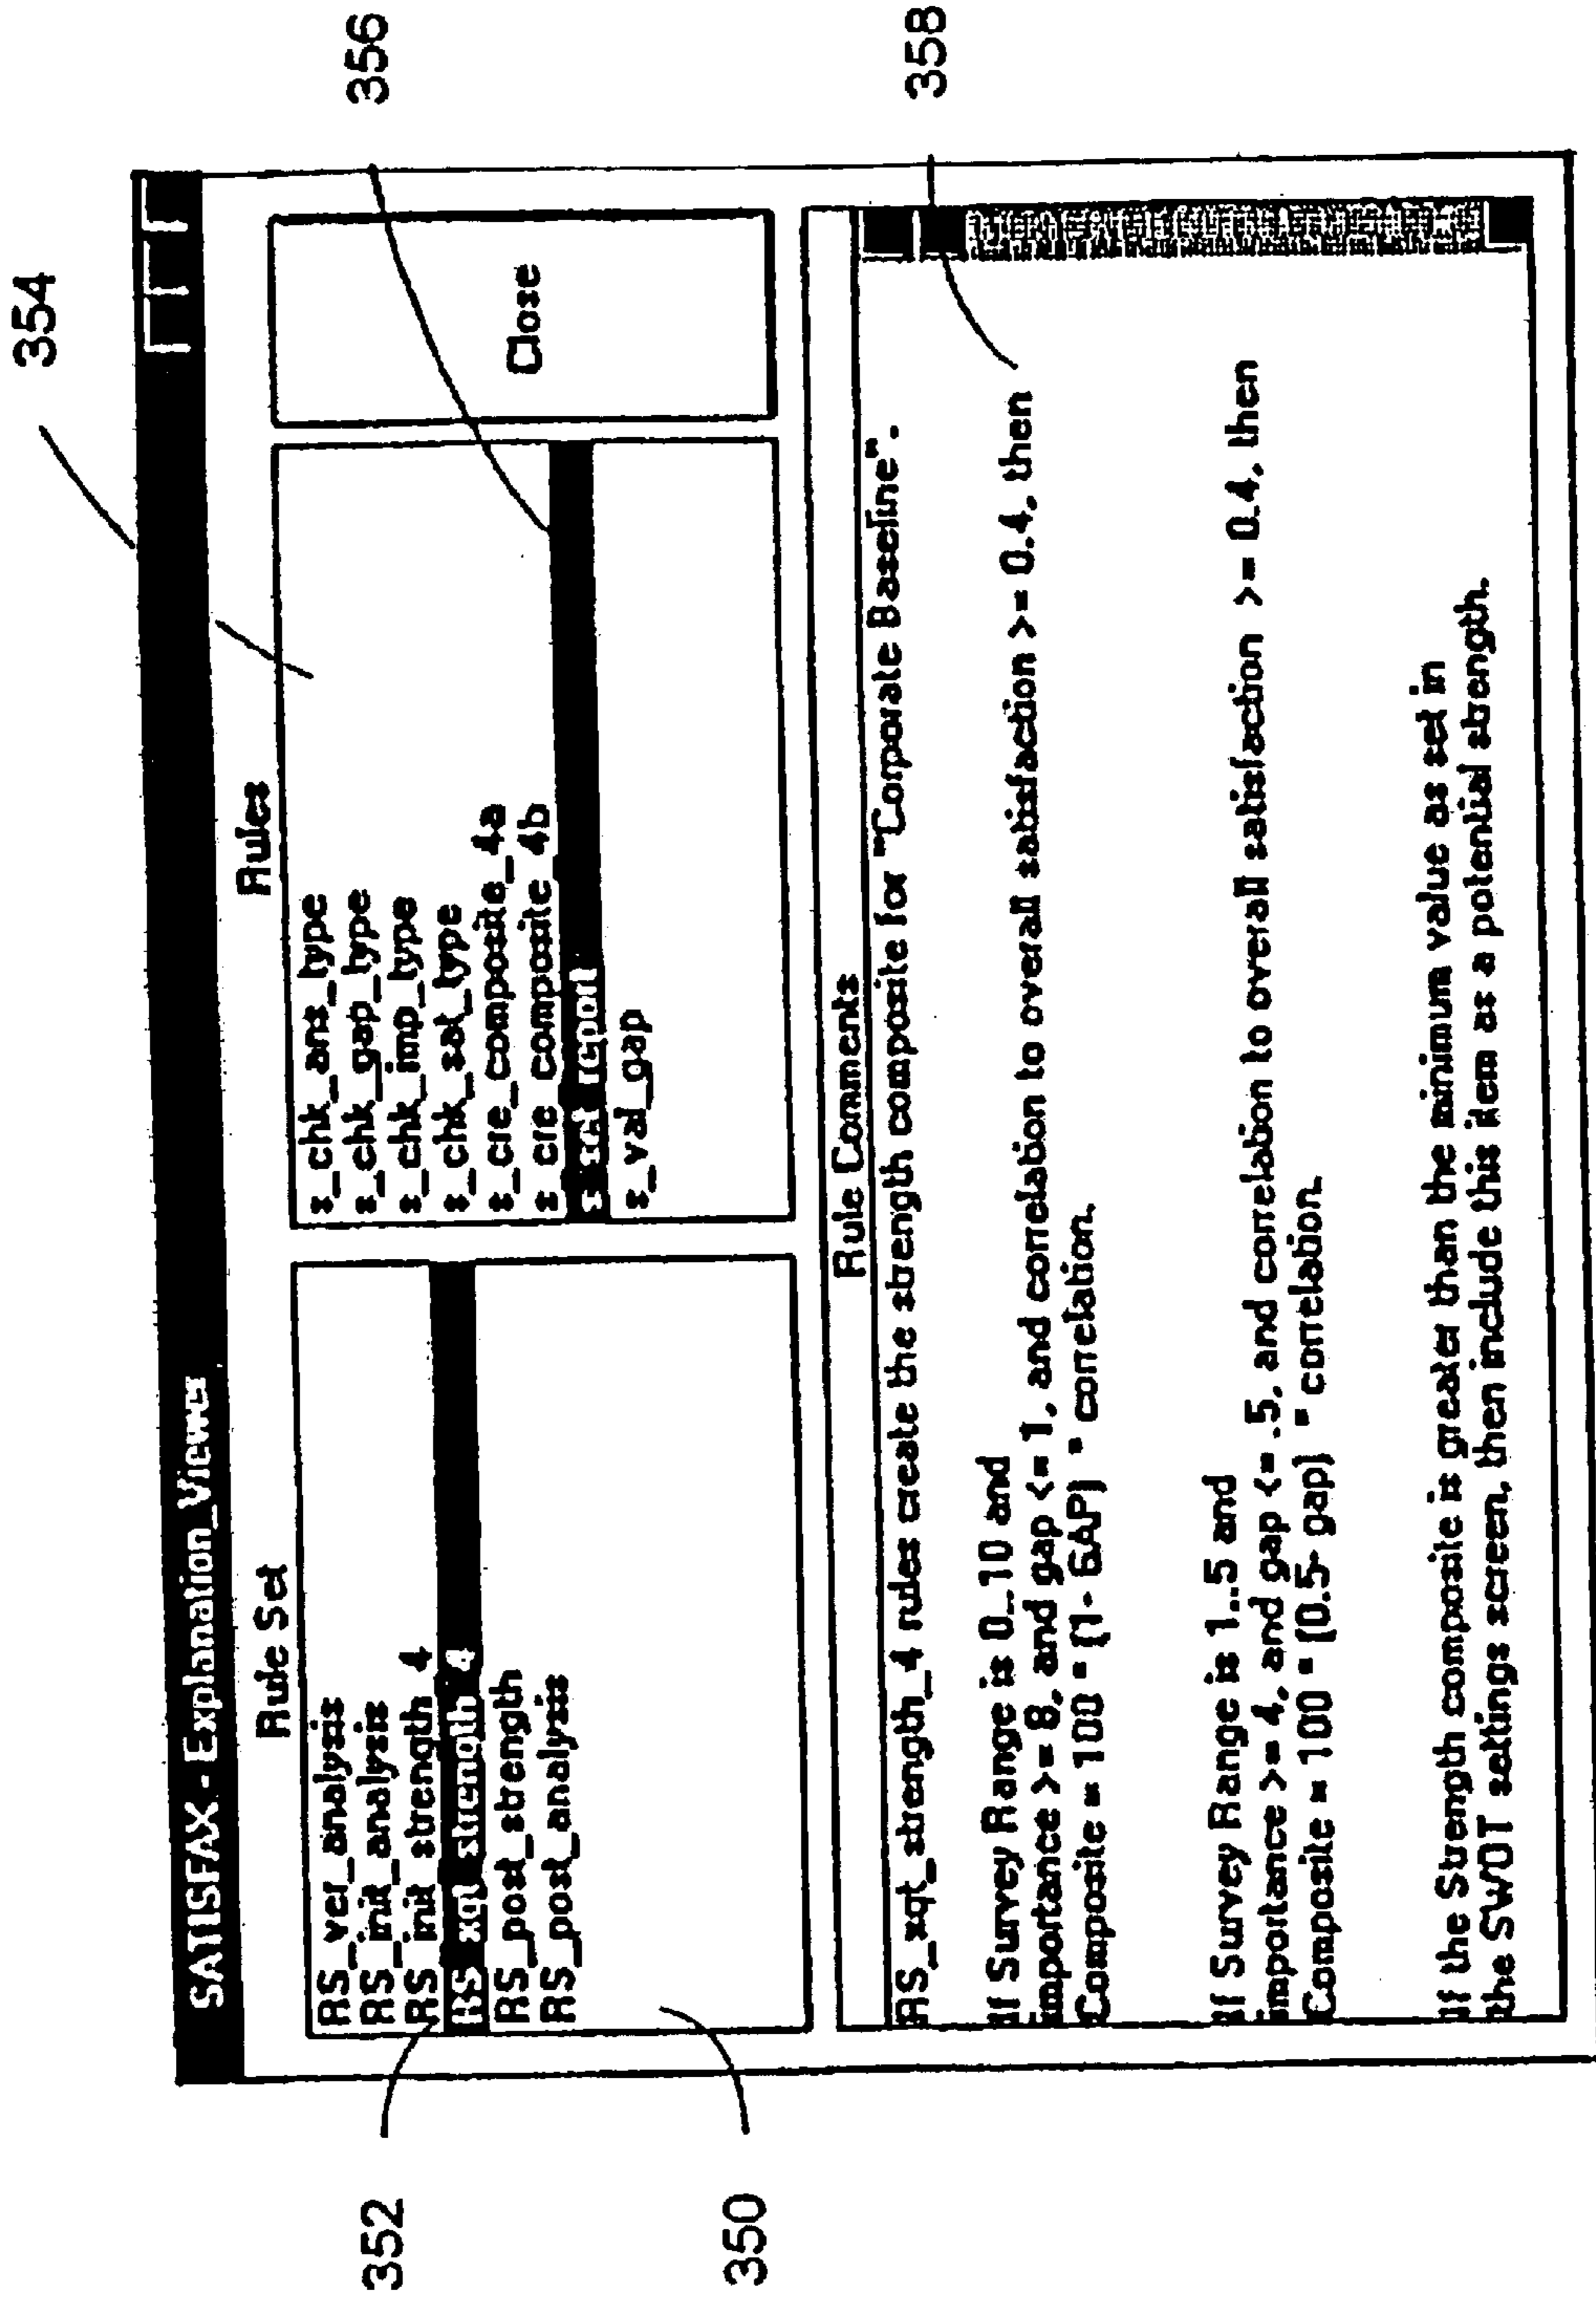 354
356
358
352
350
SATISFAX - Explanation_Viewer
Rule Set
Rules
RS_ver_analysis
RS_init_analysis
RS_init_strength_4
RS_xqt_strength_4
RS_post_strength
RS_post_analysis
s_chk_ans_type
s_chk_gap_type
s_chk_imp_type
s_chk_sat_type
s_cre_composite_4a
s_cre_composite_4b
report
s_val_gap
Close
Rule Comments
RS_xqt_strength_4 rules create the strength composite for "Corporate Baseline".
If Survey Range is 0..10 and
importance >= 8, and gap <= 1, and correlation to overall satisfaction >= 0.4, then
Composite = 100 * (1- GAP) * correlation.
If Survey Range is 1..5 and
importance >= 4, and gap <= .5, and correlation to overall satisfaction >= 0.4, then
Composite = 100 * (0.5- gap) * correlation.
If the Strength composite is greater than the minimum value as set in
the SWOT settings screen, then include this item as a potential strength.